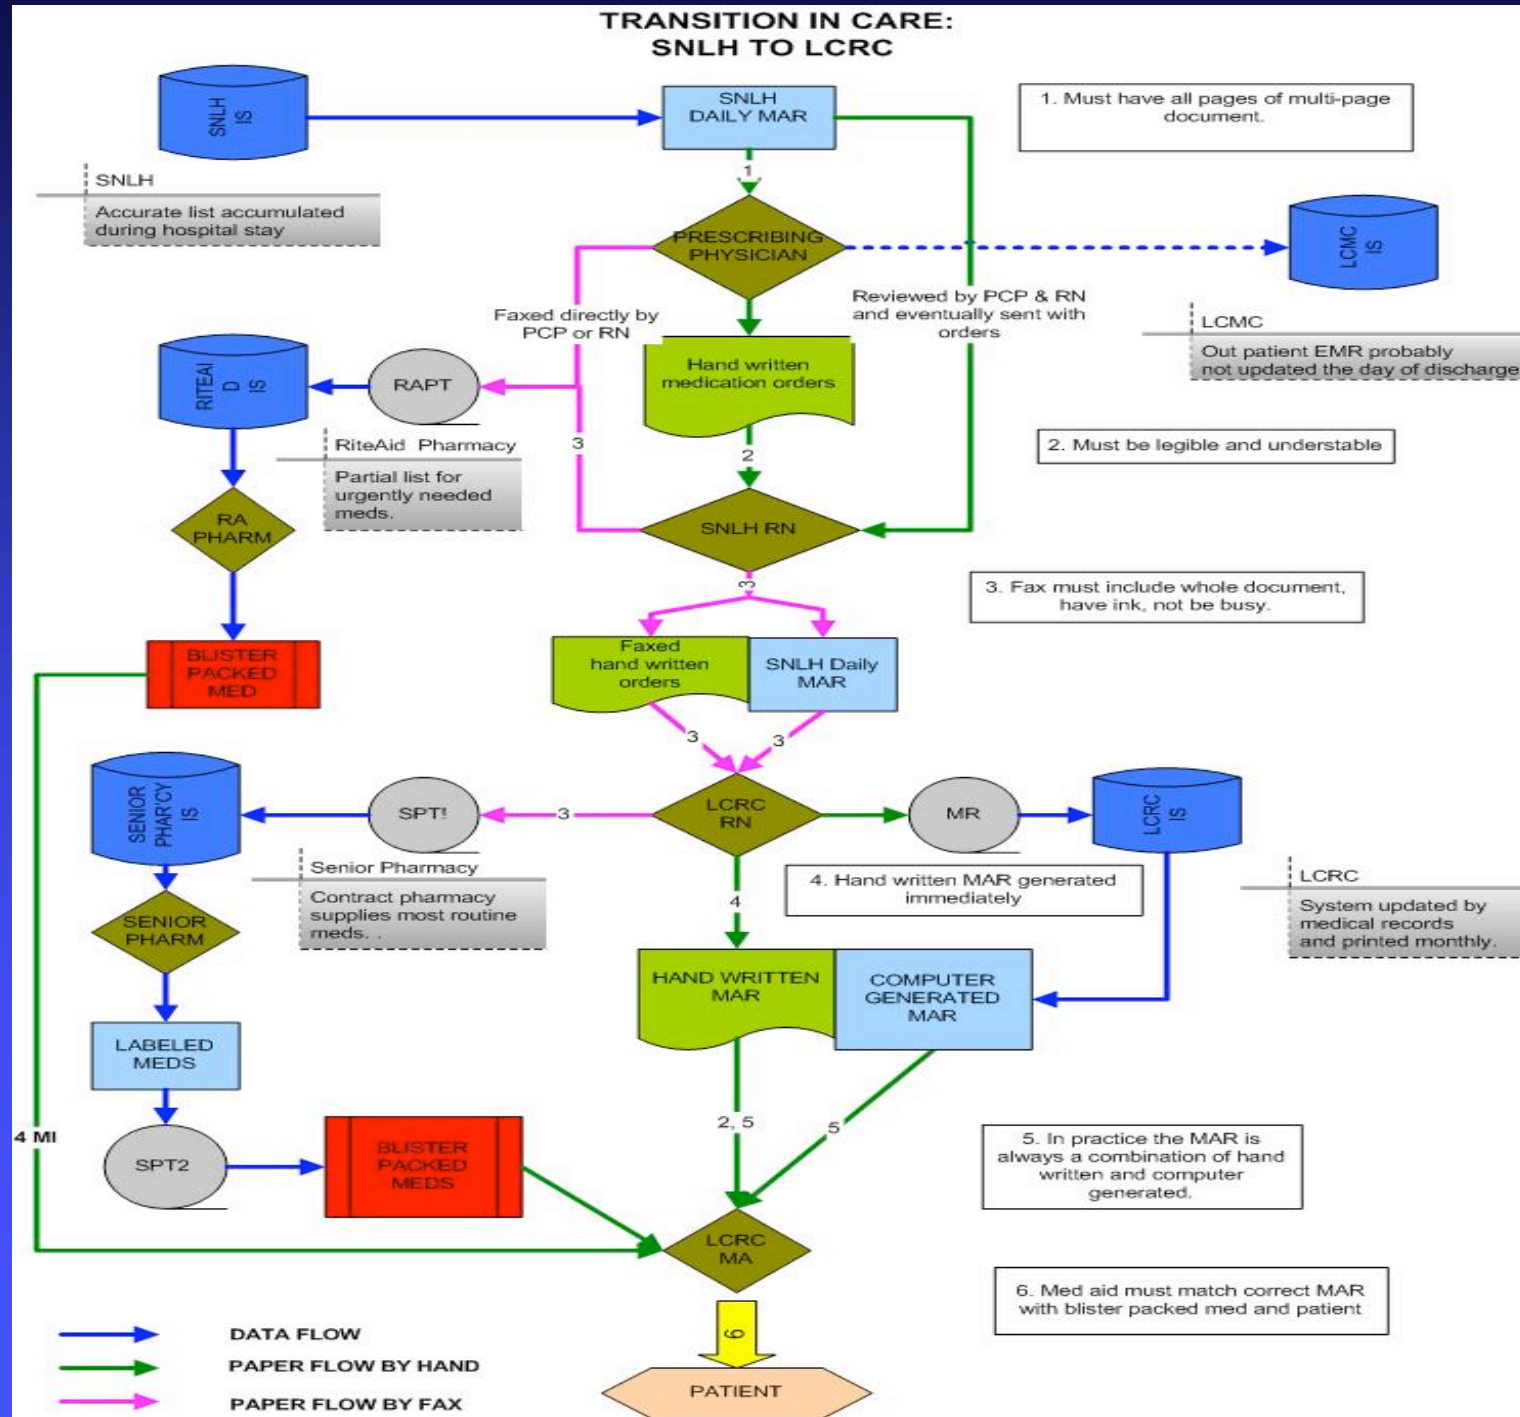 TRANSITION IN CARE:
SNLH TO LCRC
SNLH
IS
SNLH
DAILY MAR
1. Must have all pages of multi-page
document.
1
SNLH
Accurate list accumulated
during hospital stay
PRESCRIBING
PHYSICIAN
LCMC
IS
Faxed directly by
PCP or RN
Reviewed by PCP & RN
and eventually sent with
orders
LCMC
Out patient EMR probably
not updated the day of discharge
RITEAI
D IS
RAPT
Hand written
medication orders
3
2
RiteAid Pharmacy
Partial list for
urgently needed
meds.
2. Must be legible and understable
RA
PHARM
SNLH RN
3
3. Fax must include whole document,
have ink, not be busy.
BLISTER
PACKED
MED
Faxed
hand written
orders
SNLH Daily
MAR
3
3
SENIOR
PHAR'CY
IS
SPT!
3
LCRC
RN
MR
LCRC
IS
Senior Pharmacy
Contract pharmacy
supplies most routine
meds. .
4. Hand written MAR generated
immediately
4
LCRC
System updated by
medical records
and printed monthly.
SENIOR
PHARM
HAND WRITTEN
MAR
COMPUTER
GENERATED
MAR
LABELED
MEDS
4 MI
SPT2
BLISTER
PACKED
MEDS
2, 5
5
5. In practice the MAR is
always a combination of hand
written and computer
generated.
LCRC
MA
6. Med aid must match correct MAR
with blister packed med and patient
6
DATA FLOW
PAPER FLOW BY HAND
PAPER FLOW BY FAX
PATIENT